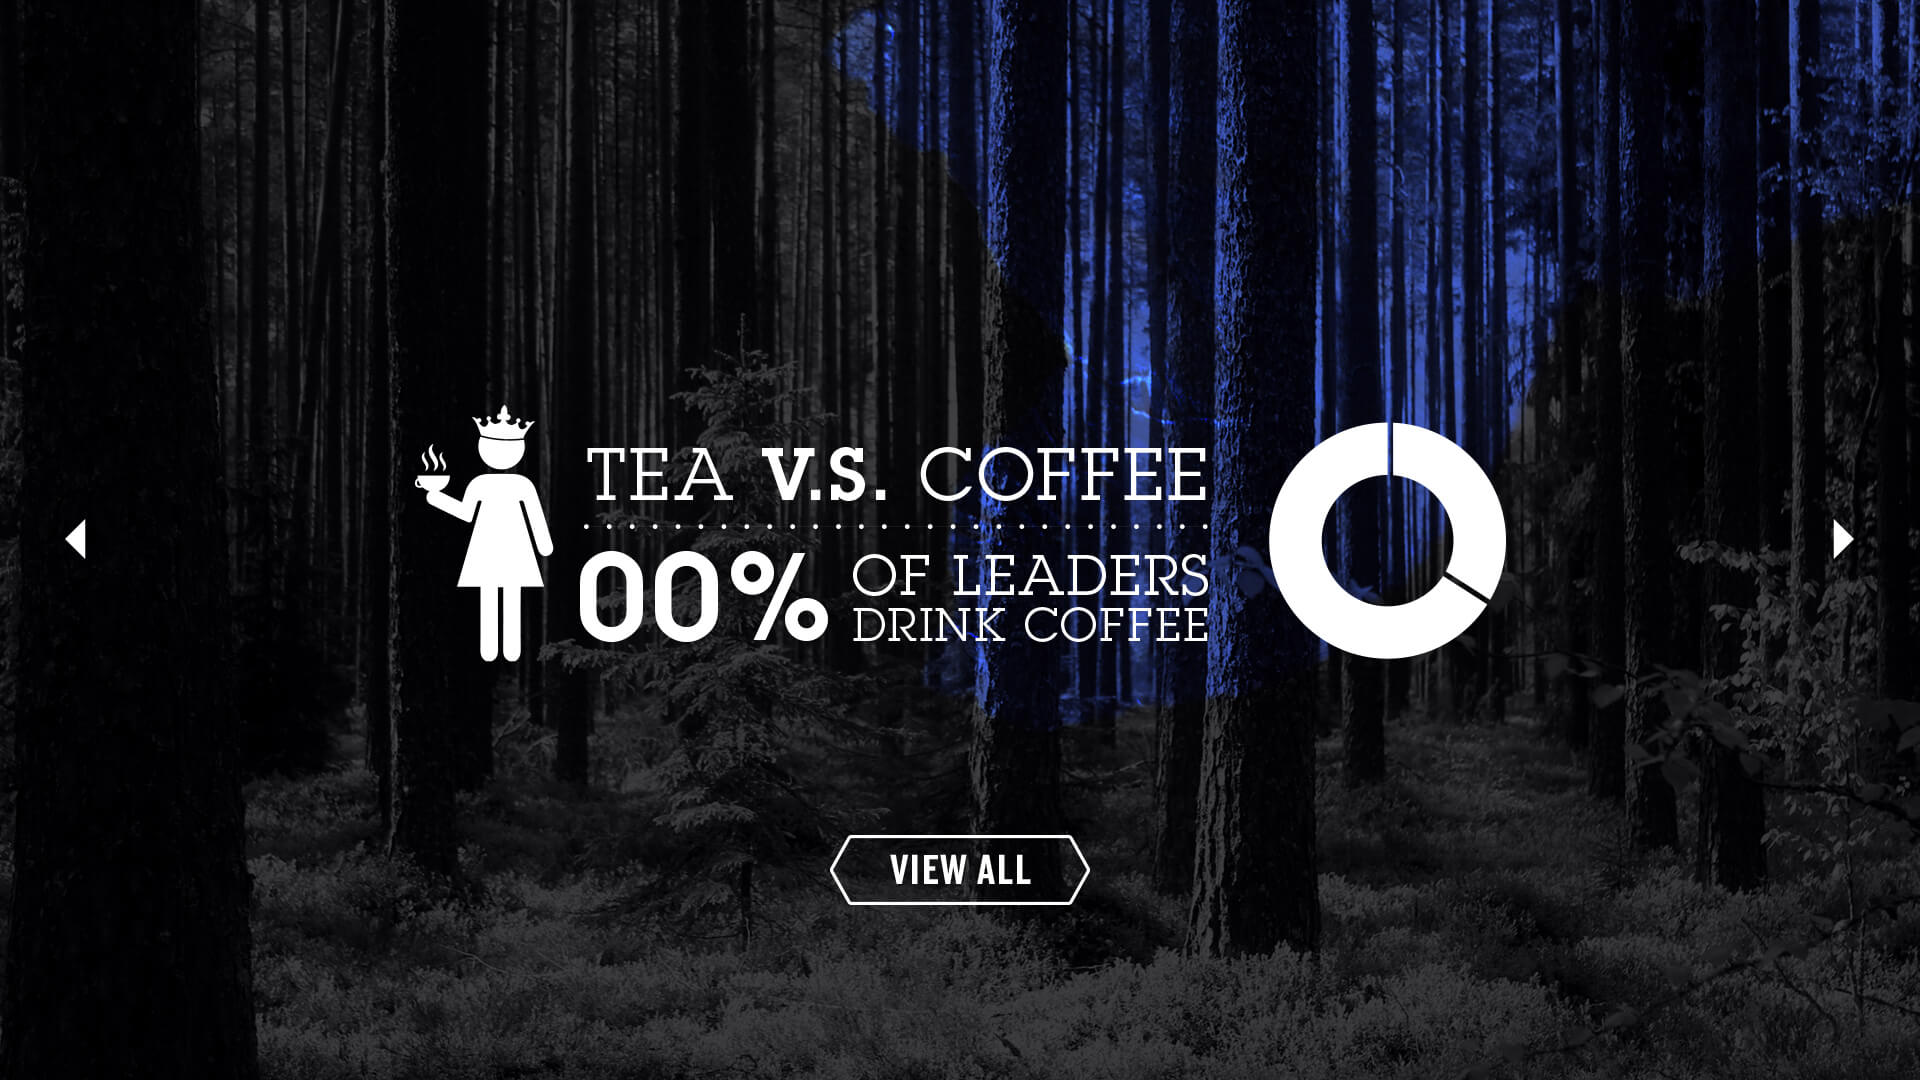 TEA V.S. COFFEE
00% OF LEADERS
DRINK COFFEE
VIEW ALL